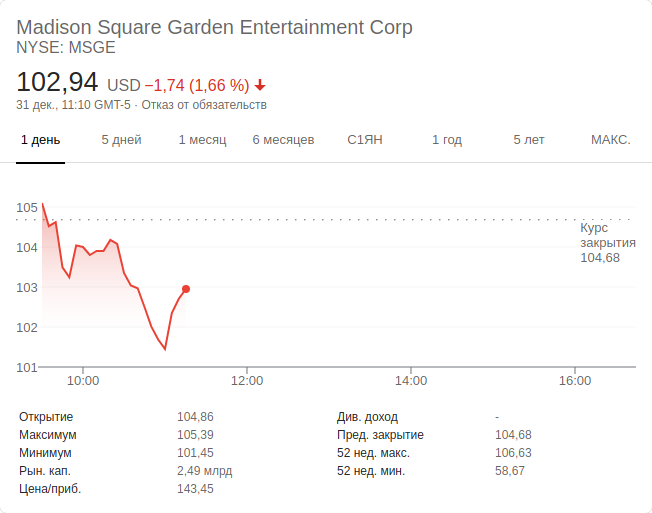 Madison Square Garden Entertainment Corp
NYSE: MSGE
102,94 USD −1,74 (1,66 %)
31 дек., 11:10 GMT-5 · Отказ от обязательств
1 день 5 дней 1 месяц 6 месяцев С1ЯН 1 год 5 лет МАКС.
105
104
103
102
101
Курс
закрытия
104,68
10:00 12:00 14:00 16:00
Открытие 104,86 Див. доход -
Максимум 105,39 Пред. закрытие 104,68
Минимум 101,45 52 нед. макс. 106,63
Рын. кап. 2,49 млрд 52 нед. мин. 58,67
Цена/приб. 143,45